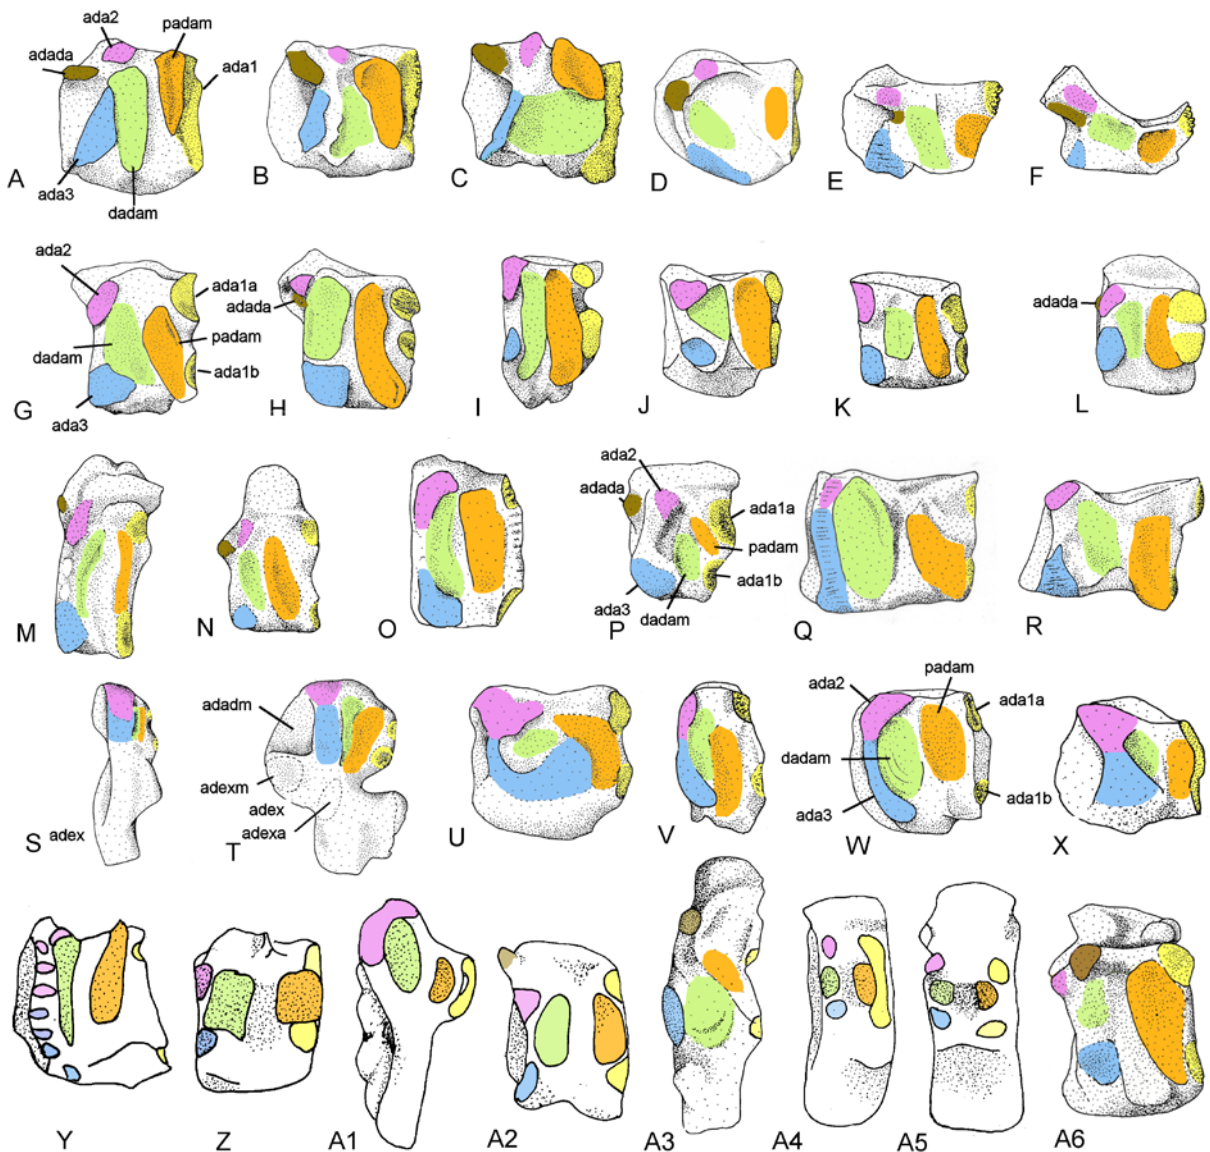 ada2
padam
adada
ada1
A
ada3
dadam
B
C
D
E
F
ada2
ada1a
adada
dadam
padam
ada1b
G
ada3
H
I
J
K
adada
L
M
N
O
ada2
adada
ada1a
padam
ada1b
ada3
dadam
P
Q
R
S
adex
adadm
adexm
adex
adexa
T
U
V
ada2
padam
ada1a
dadam
ada3
ada1b
W
X
Y
Z
A1
A2
A3
A4
A5
A6